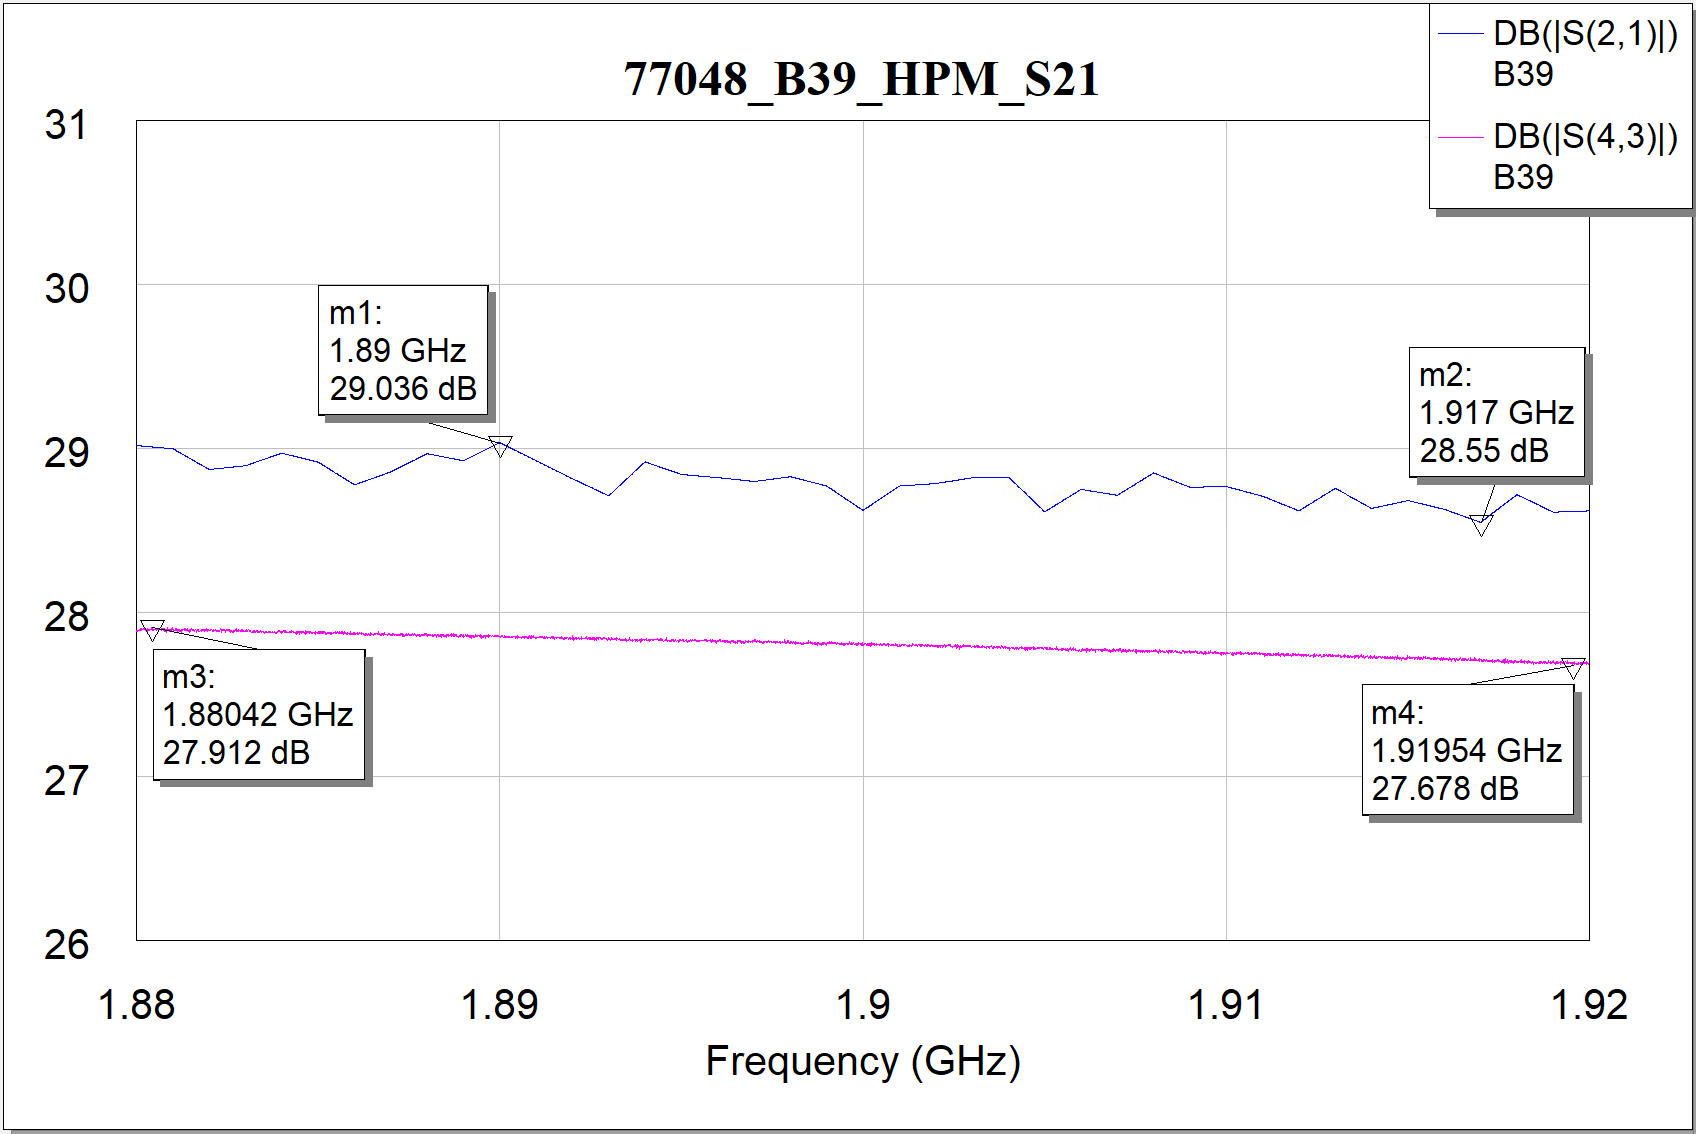 77048_B39_HPM_S21
DB(|S(2,1)|)
B39
DB(|S(4,3)|)
B39
31
30
29
28
27
26
m1:
1.89 GHz
29.036 dB
m2:
1.917 GHz
28.55 dB
m3:
1.88042 GHz
27.912 dB
m4:
1.91954 GHz
27.678 dB
1.88 1.89 1.9 1.91 1.92
Frequency (GHz)